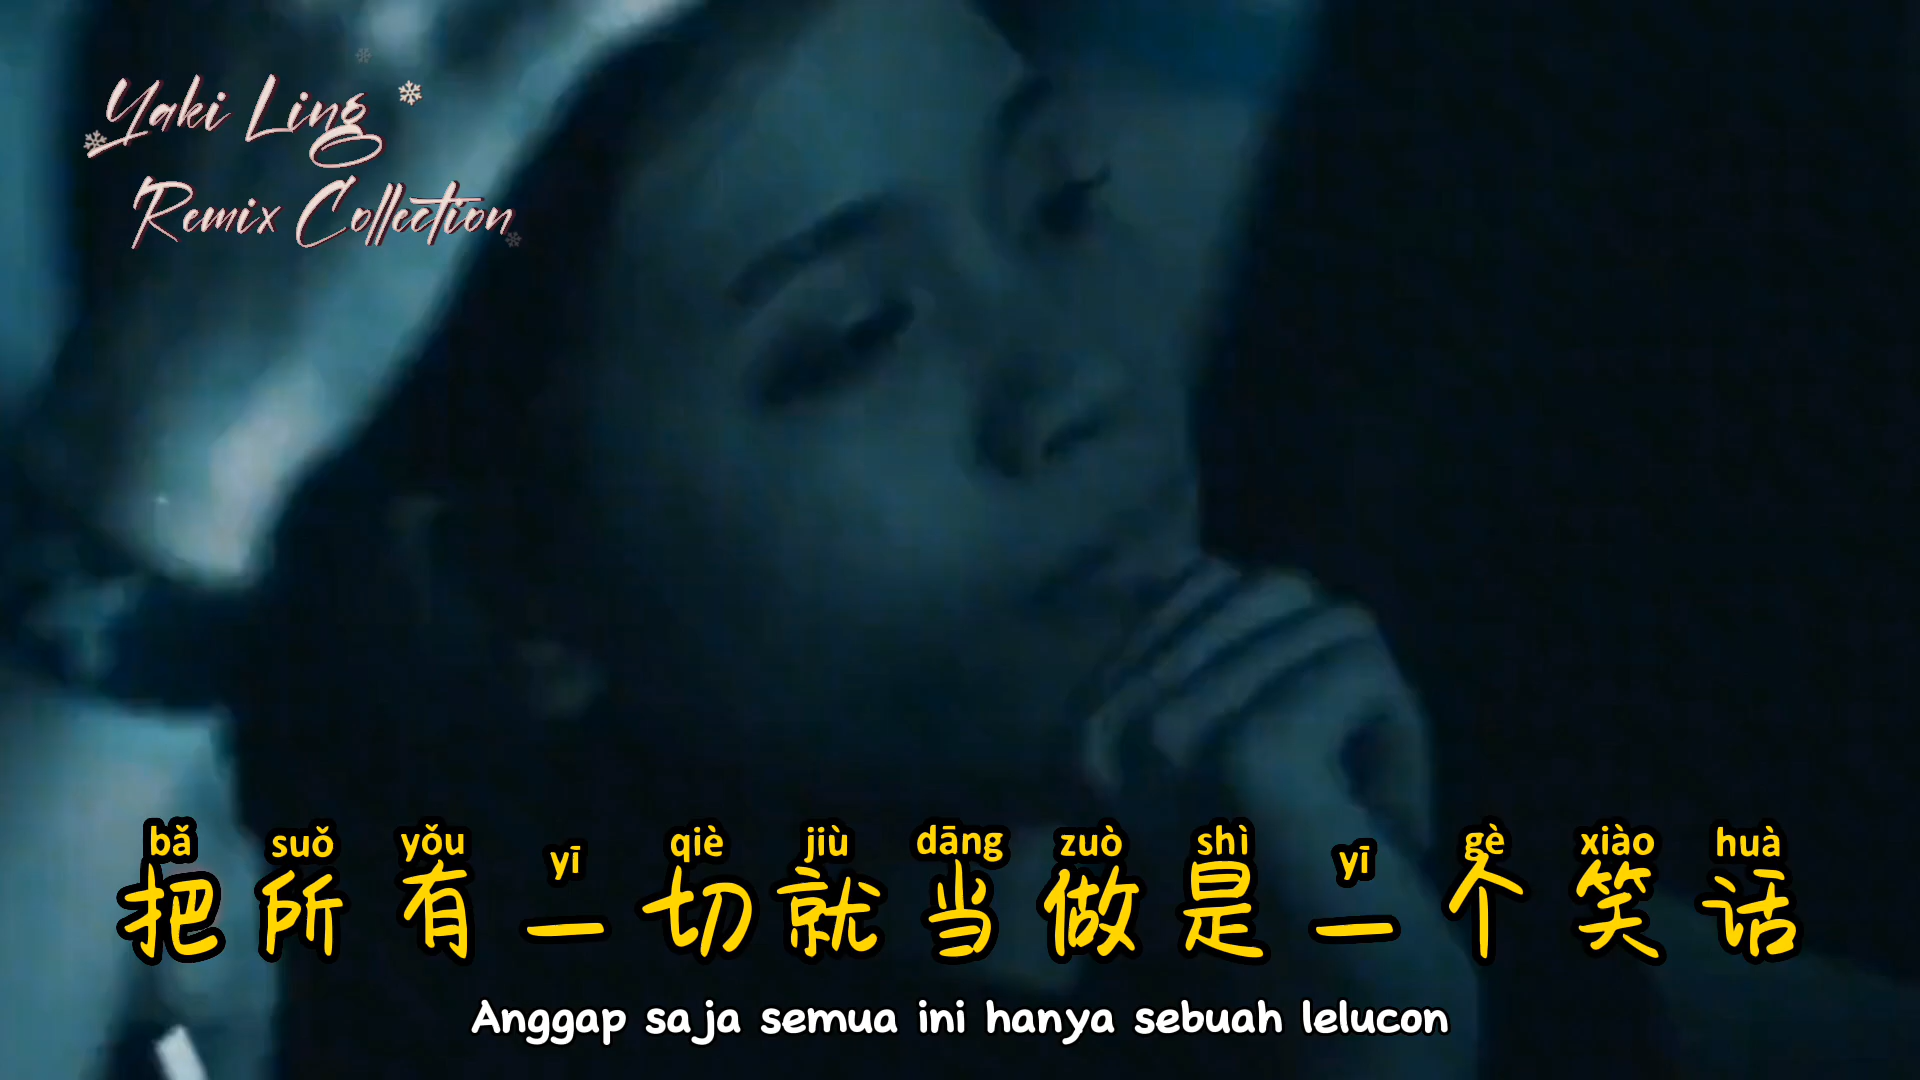 Yaki Ling
Remix Collection
bǎ suǒ yǒu yī qiè jiù dāng zuò shì yī gè xiào huà
把所有一切就当做是一个笑话
Anggap saja semua ini hanya sebuah lelucon